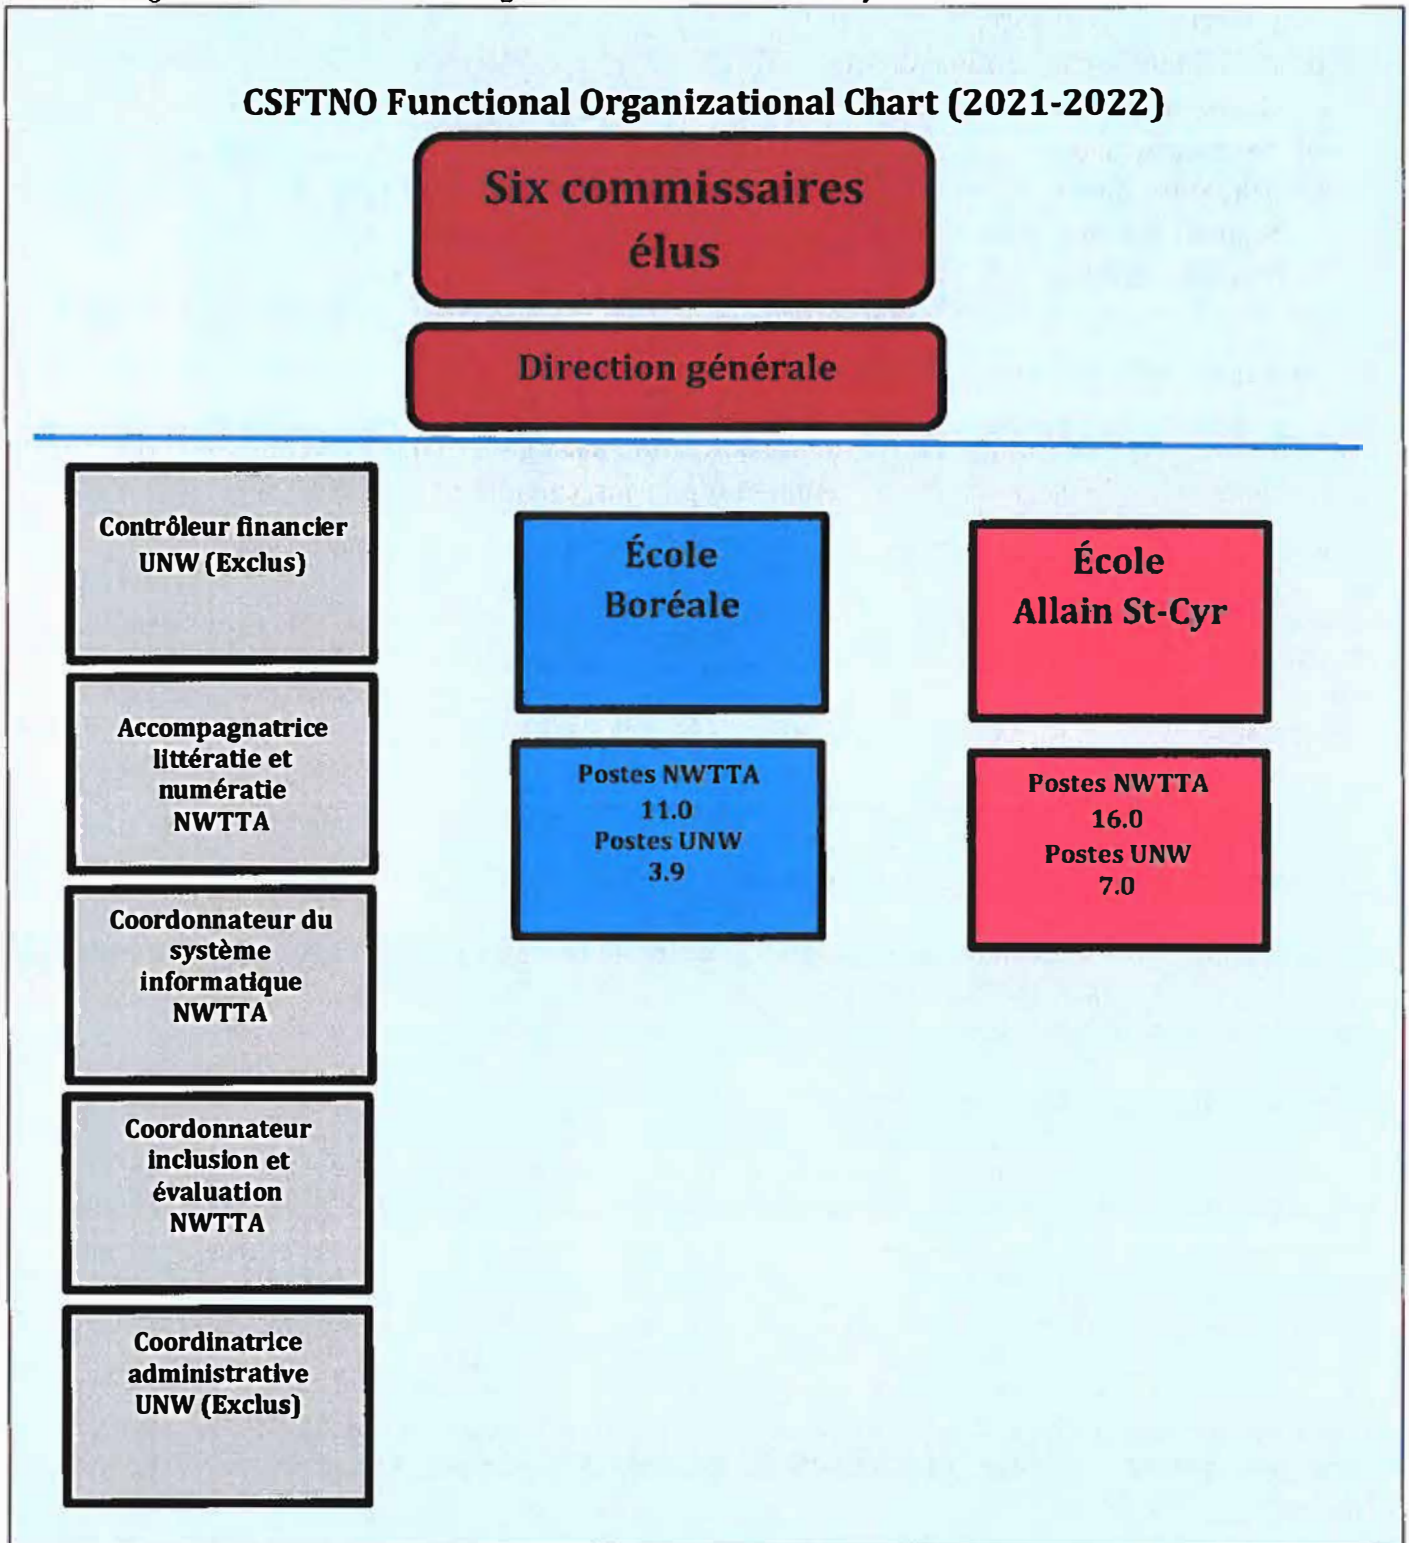 CSFTNO Functional Organizational Chart (2021-2022)
Six commissaires
élus
Direction générale
Contrôleur financier
UNW (Exclus)
Accompagnatrice
littératie et
numératie
NWTTA
Coordonnateur du
système
informatique
NWTTA
Coordonnateur
inclusion et
évaluation
NWTTA
Coordinatrice
administrative
UNW (Exclus)
École
Boréale
Postes NWTTA
11.0
Postes UNW
3.9
École
Allain St-Cyr
Postes NWTTA
16.0
Postes UNW
7.0